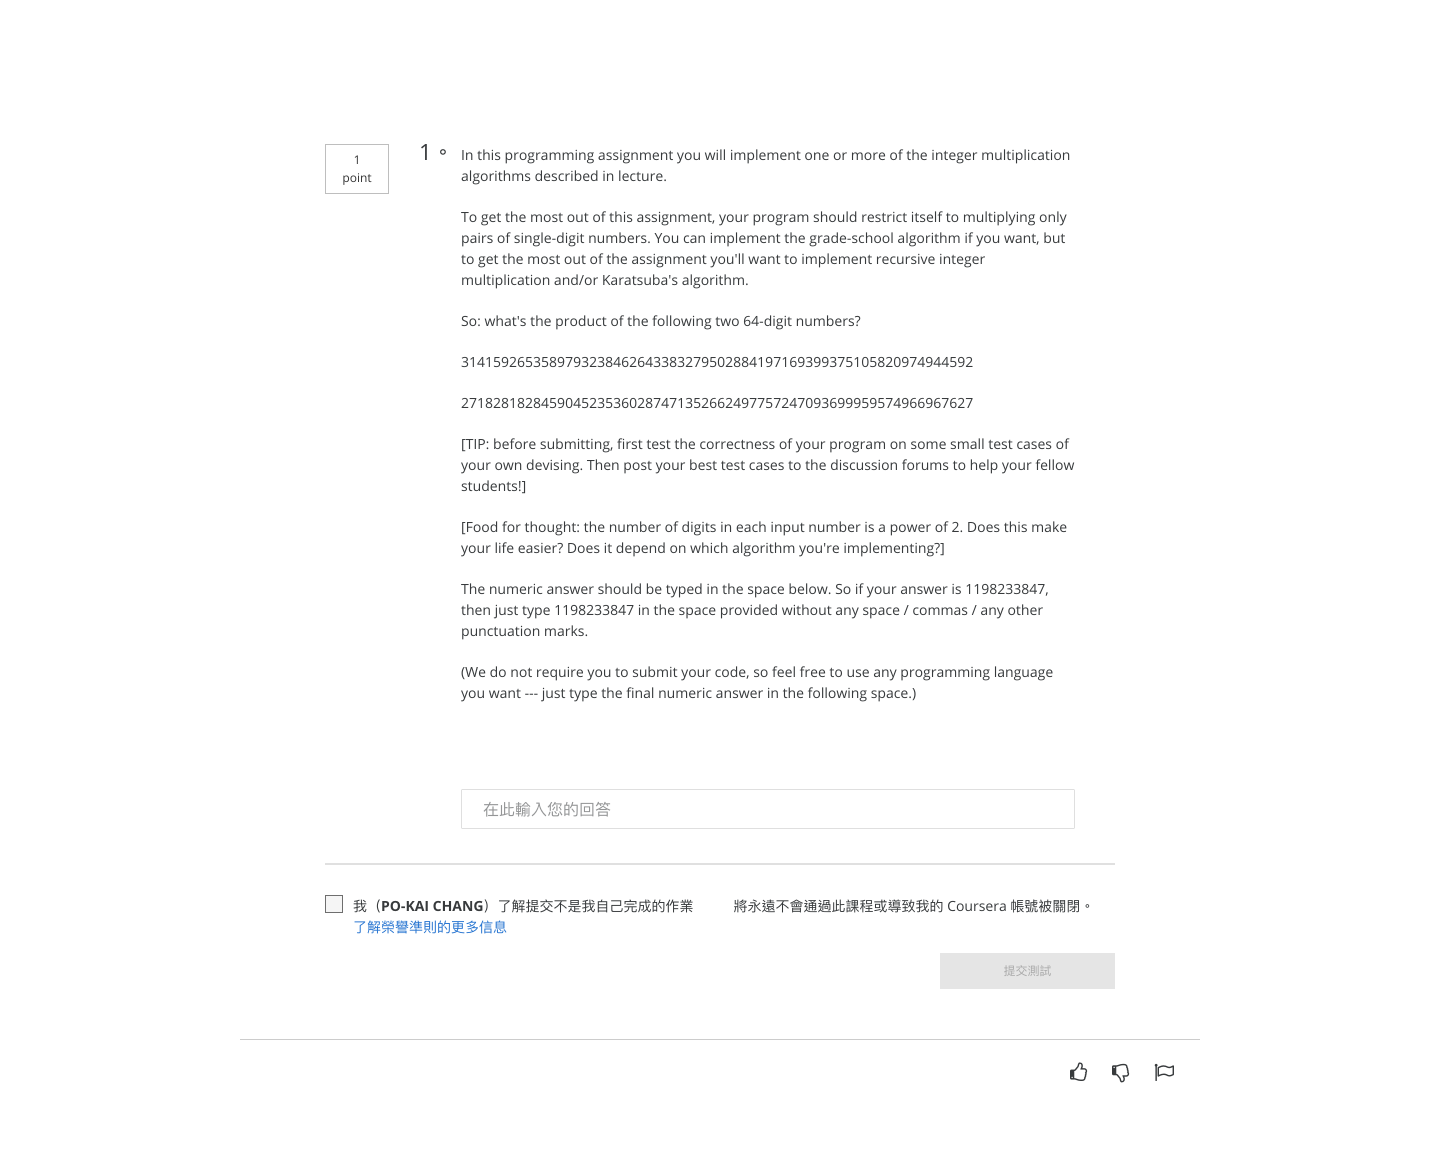 1
point
1。
In this programming assignment you will implement one or more of the integer multiplication
algorithms described in lecture.
To get the most out of this assignment, your program should restrict itself to multiplying only
pairs of single-digit numbers. You can implement the grade-school algorithm if you want, but
to get the most out of the assignment you'll want to implement recursive integer
multiplication and/or Karatsuba's algorithm.
So: what's the product of the following two 64-digit numbers?
3141592653589793238462643383279502884197169399375105820974944592
2718281828459045235360287471352662497757247093699959574966967627
[TIP: before submitting, first test the correctness of your program on some small test cases of
your own devising. Then post your best test cases to the discussion forums to help your fellow
students!]
[Food for thought: the number of digits in each input number is a power of 2. Does this make
your life easier? Does it depend on which algorithm you're implementing?]
The numeric answer should be typed in the space below. So if your answer is 1198233847,
then just type 1198233847 in the space provided without any space / commas / any other
punctuation marks.
(We do not require you to submit your code, so feel free to use any programming language
you want --- just type the final numeric answer in the following space.)
在此輸入您的回答
我（PO-KAI CHANG）了解提交不是我自己完成的作業 將永遠不會通過此課程或導致我的 Coursera 帳號被關閉。
了解榮譽準則的更多信息
提交測試